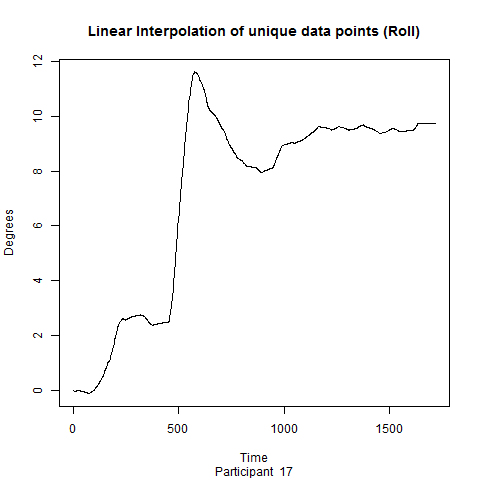 Linear Interpolation of unique data points (Roll)
12
10
8
6
4
2
0
Degrees
0 500 1000 1500
Time
Participant 17